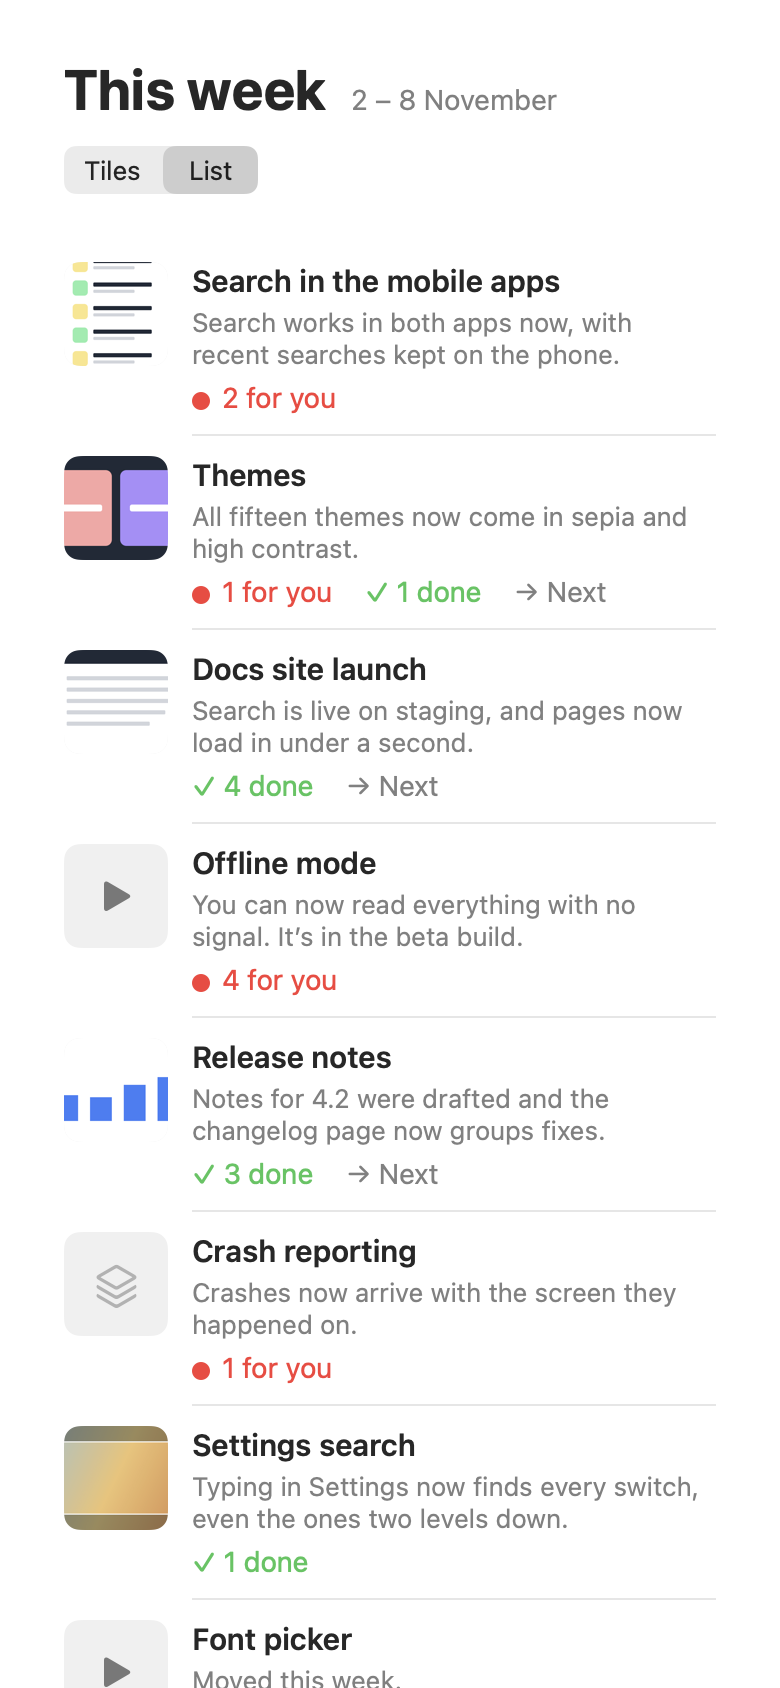 This week 2 – 8 November
Tiles List
Search in the mobile apps
Search works in both apps now, with
recent searches kept on the phone.
2 for you
Themes
All fifteen themes now come in sepia and
high contrast.
1 for you ✓ 1 done → Next
Docs site launch
Search is live on staging, and pages now
load in under a second.
✓ 4 done → Next
Offline mode
You can now read everything with no
signal. It’s in the beta build.
4 for you
Release notes
Notes for 4.2 were drafted and the
changelog page now groups fixes.
✓ 3 done → Next
Crash reporting
Crashes now arrive with the screen they
happened on.
1 for you
Settings search
Typing in Settings now finds every switch,
even the ones two levels down.
✓ 1 done
Font picker
Moved this week.